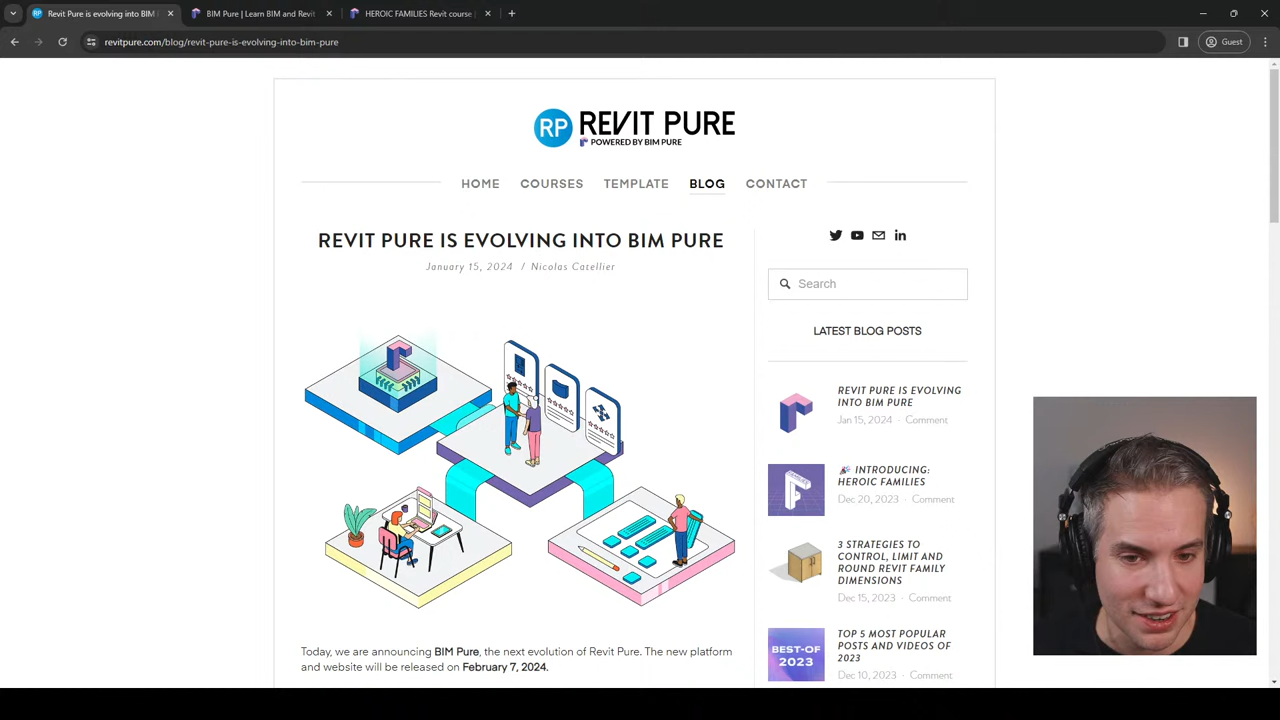 Revit Pure is evolving into BIM
BIM Pure | Learn BIM and Revit
HEROIC FAMILIES Revit course |
revitpure.com/blog/revit-pure-is-evolving-into-bim-pure
Guest
RP REVIT PURE
POWERED BY BIM PURE
HOME COURSES TEMPLATE BLOG CONTACT
REVIT PURE IS EVOLVING INTO BIM PURE
January 15, 2024 / Nicolas Catellier
Today, we are announcing BIM Pure, the next evolution of Revit Pure. The new platform
and website will be released on February 7, 2024.
Search
LATEST BLOG POSTS
REVIT PURE IS EVOLVING
INTO BIM PURE
Jan 15, 2024 · Comment
🎉 INTRODUCING:
HEROIC FAMILIES
Dec 20, 2023 · Comment
3 STRATEGIES TO
CONTROL, LIMIT AND
ROUND REVIT FAMILY
DIMENSIONS
Dec 15, 2023 · Comment
BEST-OF
2023
TOP 5 MOST POPULAR
POSTS AND VIDEOS OF
2023
Dec 10, 2023 · Comment